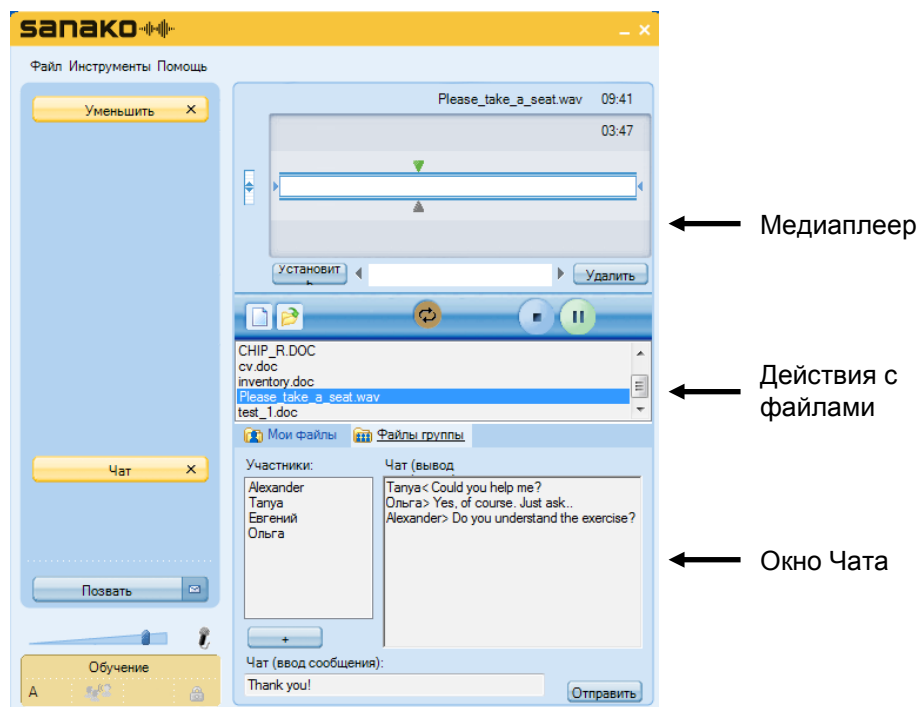 sanako
Файл Инструменты Помощь
Уменьшить
Please_take_a_seat.wav 09:41
03:47
Установит
ь
Удалить
Медиаплеер
CHIP_R.DOC
cv.doc
inventory.doc
Please_take_a_seat.wav
test_1.doc
Действия с
файлами
Мои файлы Файлы группы
Чат
Участники:
Alexander
Tanya
Евгений
Ольга
Чат (вывод
Tanya< Could you help me?
Ольга> Yes, of course. Just ask..
Alexander> Do you understand the exercise?
Окно Чата
Позвать
+
Обучение
A
Чат (ввод сообщения):
Thank you!
Отправить